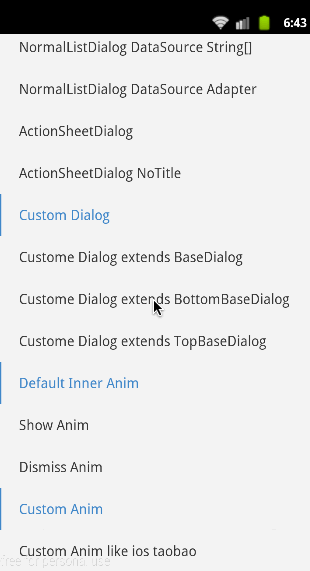 6:43
NormalListDialog DataSource String[]
NormalListDialog DataSource Adapter
ActionSheetDialog
ActionSheetDialog NoTitle
Custom Dialog
Custome Dialog extends BaseDialog
Custome Dialog extends BottomBaseDialog
Custome Dialog extends TopBaseDialog
Default Inner Anim
Show Anim
Dismiss Anim
Custom Anim
Custom Anim like ios taobao
free for personal use